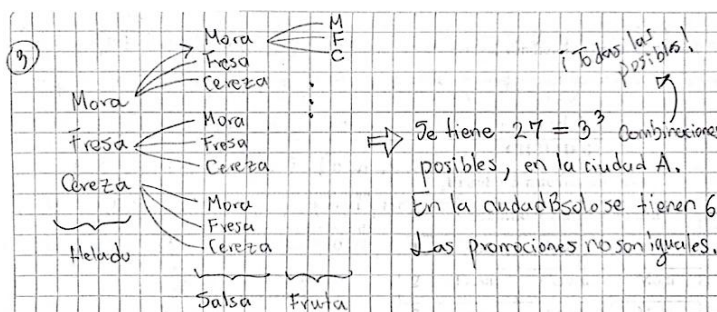 3
Mora
Fresa
Cereza
Helado
Mora
Fresa
Cereza
Mora
Fresa
Cereza
Mora
Fresa
Cereza
Salsa
M
F
C
Fruta
¡Todas las
posibles!
Se tiene 27 = 3³ combinaciones
posibles, en la ciudad A.
En la ciudad B solo se tienen 6
Las promociones no son iguales.